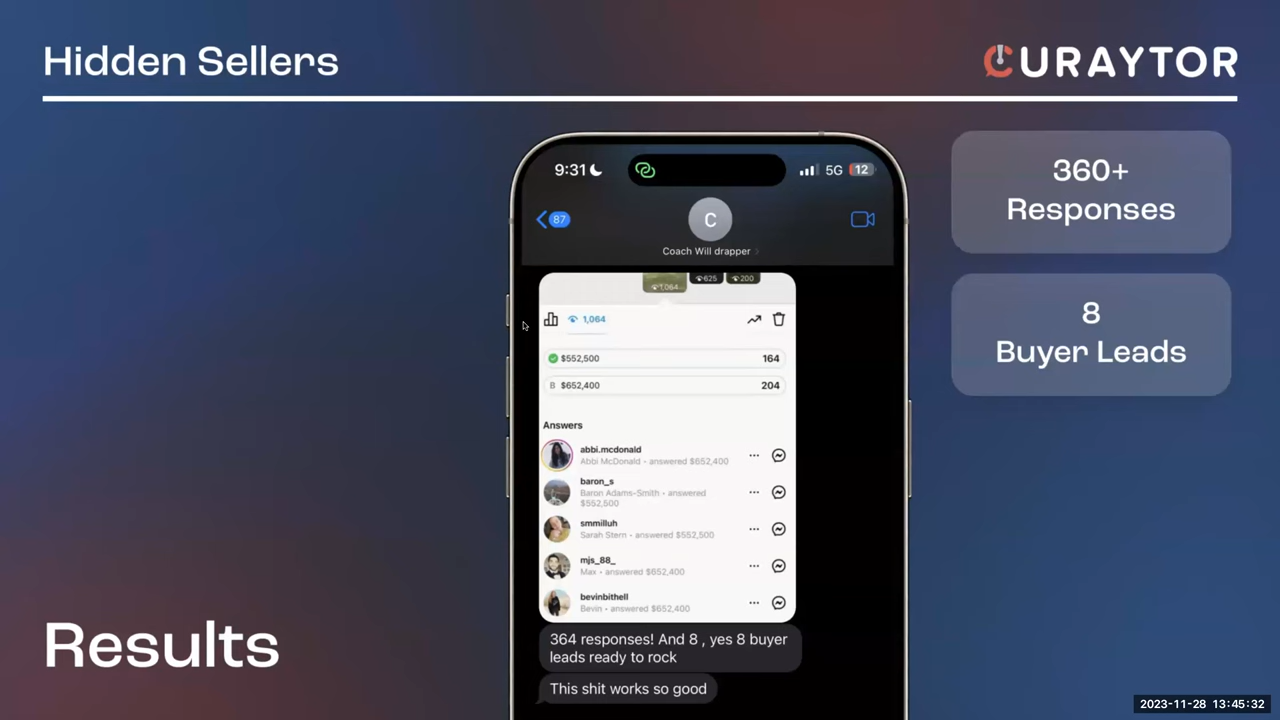 Hidden Sellers
CURAYTOR
9:31
5G
12
87
C
Coach Will drapper
1,064
625
200
1,064
$552,500
164
B
$652,400
204
Answers
abbi.mcdonald
Abbi McDonald • answered $652,400
baron_s
Baron Adams-Smith • answered
$552,500
smmilluh
Sarah Stern • answered $552,500
mjs_88_
Max • answered $652,400
bevinbithell
Bevin • answered $652,400
364 responses! And 8 , yes 8 buyer
leads ready to rock
This shit works so good
360+
Responses
8
Buyer Leads
Results
2023-11-28 13:45:32